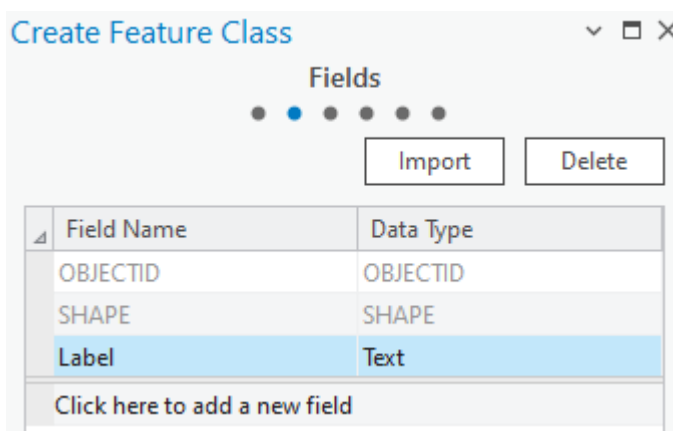 Create Feature Class
Fields
Import Delete
Field Name Data Type
OBJECTID OBJECTID
SHAPE SHAPE
Label Text
Click here to add a new field